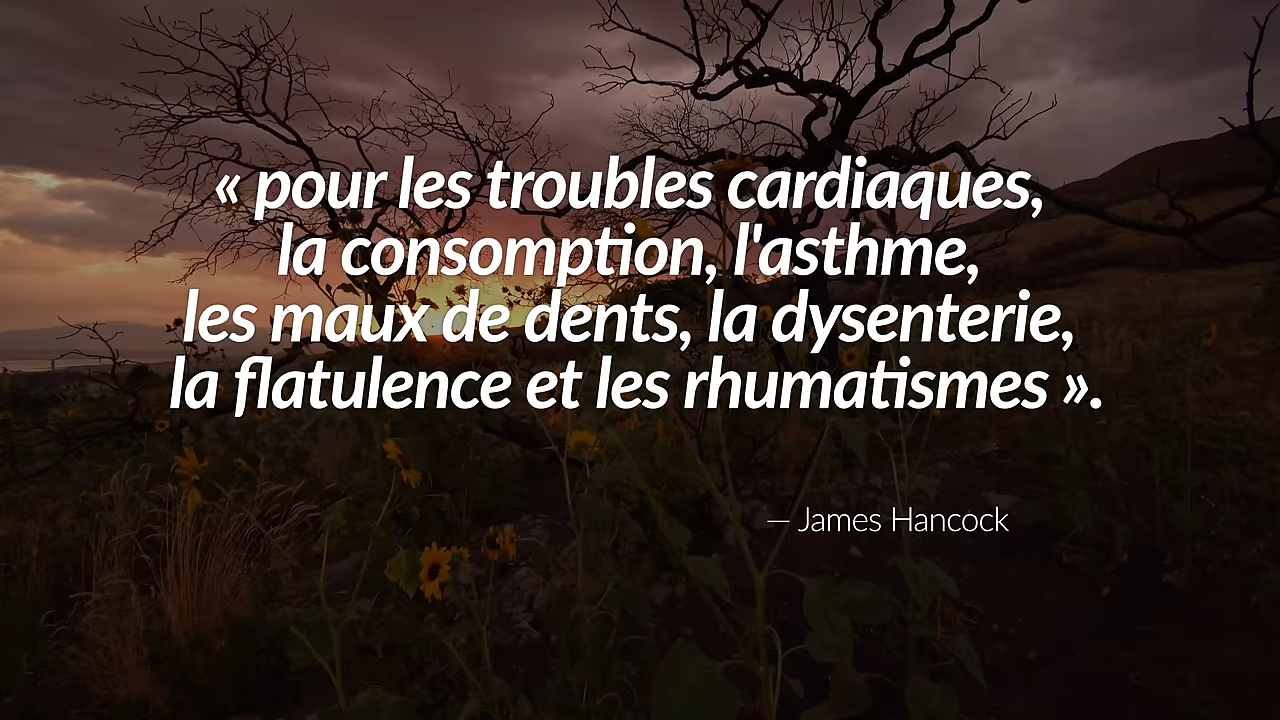 « pour les troubles cardiaques,
la consomption, l'asthme,
les maux de dents, la dysenterie,
la flatulence et les rhumatismes ».
— James Hancock